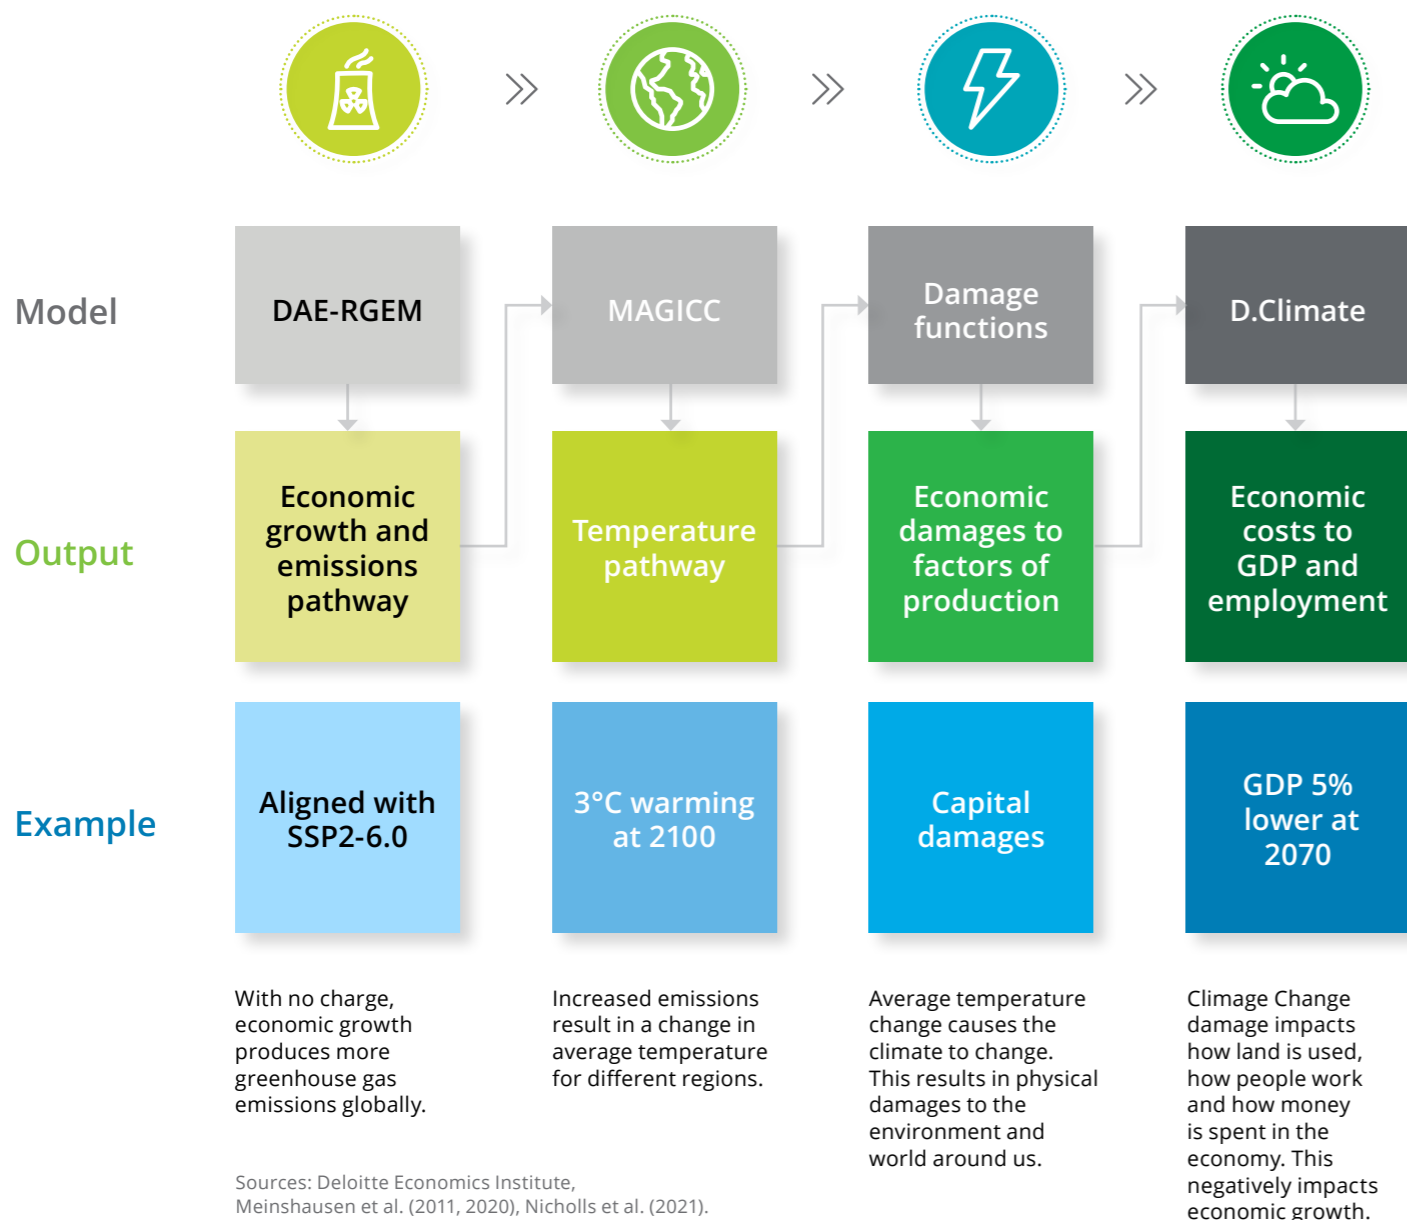 Model
DAE-RGEM
MAGICC
Damage
functions
D.Climate
Output
Economic
growth and
emissions
pathway
Temperature
pathway
Economic
damages to
factors of
production
Economic
costs to
GDP and
employment
Example
Aligned with
SSP2-6.0
3°C warming
at 2100
Capital
damages
GDP 5%
lower at
2070
With no charge,
economic growth
produces more
greenhouse gas
emissions globally.
Increased emissions
result in a change in
average temperature
for different regions.
Average temperature
change causes the
climate to change.
This results in physical
damages to the
environment and
world around us.
Climage Change
damage impacts
how land is used,
how people work
and how money
is spent in the
economy. This
negatively impacts
economic growth.
Sources: Deloitte Economics Institute,
Meinshausen et al. (2011, 2020), Nicholls et al. (2021).